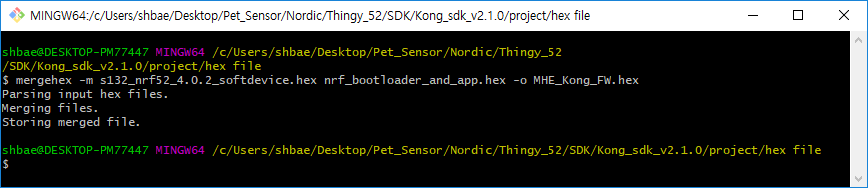 MINGW64:/c/Users/shbae/Desktop/Pet_Sensor/Nordic/Thingy_52/SDK/Kong_sdk_v2.1.0/project/hex file
shbae@DESKTOP-PM77447 MINGW64 /c/Users/shbae/Desktop/Pet_Sensor/Nordic/Thingy_52
/SDK/Kong_sdk_v2.1.0/project/hex file
$ mergehex -m s132_nrf52_4.0.2_softdevice.hex nrf_bootloader_and_app.hex -o MHE_Kong_FW.hex
Parsing input hex files.
Merging files.
Storing merged file.
shbae@DESKTOP-PM77447 MINGW64 /c/Users/shbae/Desktop/Pet_Sensor/Nordic/Thingy_52/SDK/Kong_sdk_v2.1.0/project/hex file
$